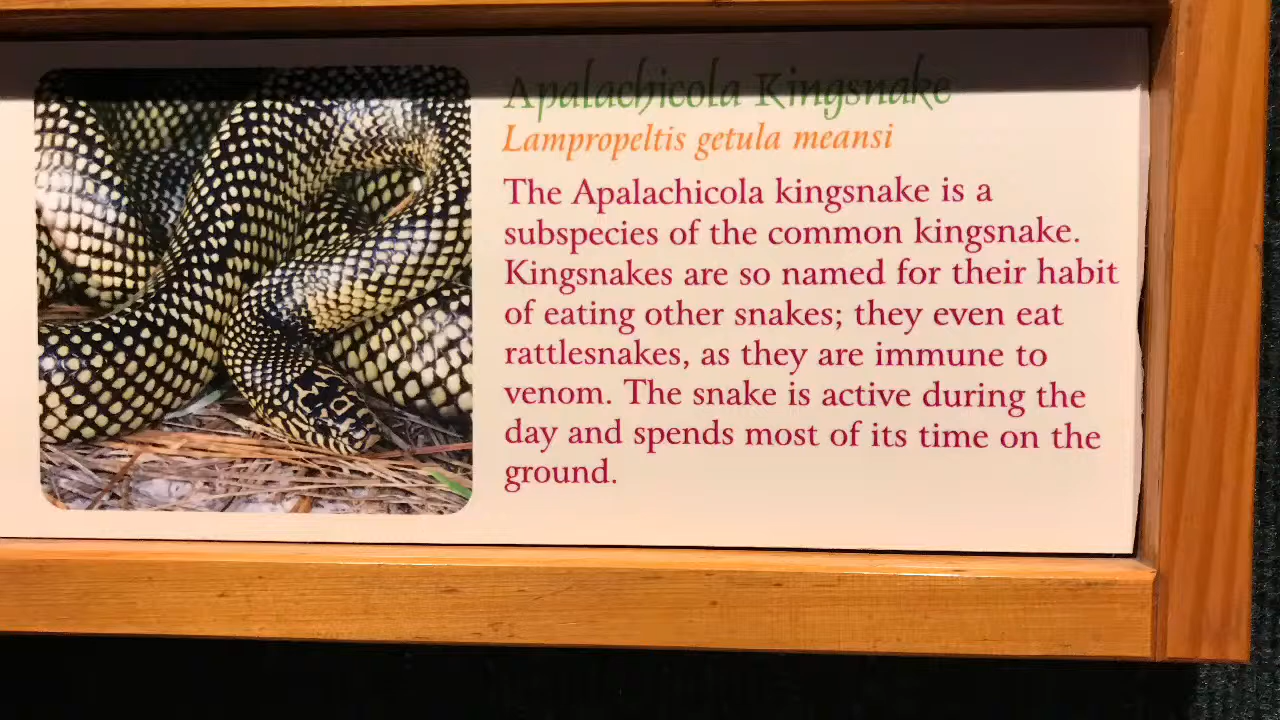 Apalachicola Kingsnake
Lampropeltis getula meansi
The Apalachicola kingsnake is a
subspecies of the common kingsnake.
Kingsnakes are so named for their habit
of eating other snakes; they even eat
rattlesnakes, as they are immune to
venom. The snake is active during the
day and spends most of its time on the
ground.